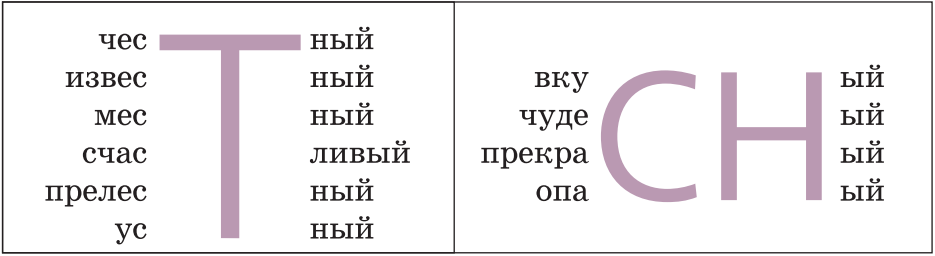 чес Т ный
извес ный
мес ный
счас ливый
прелес ный
ус ный
вку СН ый
чуде ый
прекра ый
опа ый